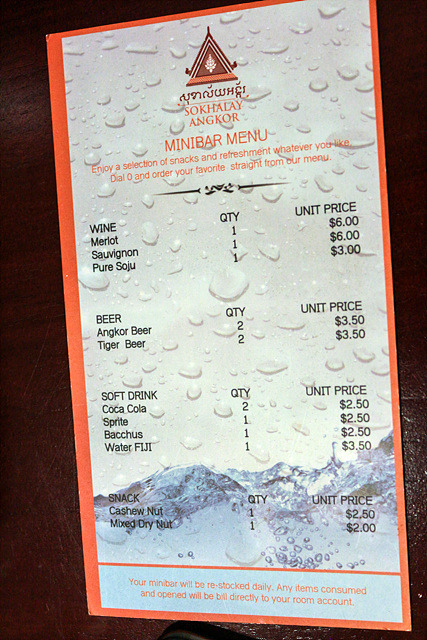 សុខាល័យអង្គរ
SOKHALAY
ANGKOR
MINIBAR MENU
Enjoy a selection of snacks and refreshment whatever you like.
Dial 0 and order your favorite straight from our menu.
WINE QTY UNIT PRICE
Merlot 1 $6.00
Sauvignon 1 $6.00
Pure Soju 1 $3.00
BEER QTY UNIT PRICE
Angkor Beer 2 $3.50
Tiger Beer 2 $3.50
SOFT DRINK QTY UNIT PRICE
Coca Cola 2 $2.50
Sprite 1 $2.50
Bacchus 1 $2.50
Water FIJI 1 $3.50
SNACK QTY UNIT PRICE
Cashew Nut 1 $2.50
Mixed Dry Nut 1 $2.00
Your minibar will be re-stocked daily. Any items consumed
and opened will be bill directly to your room account.